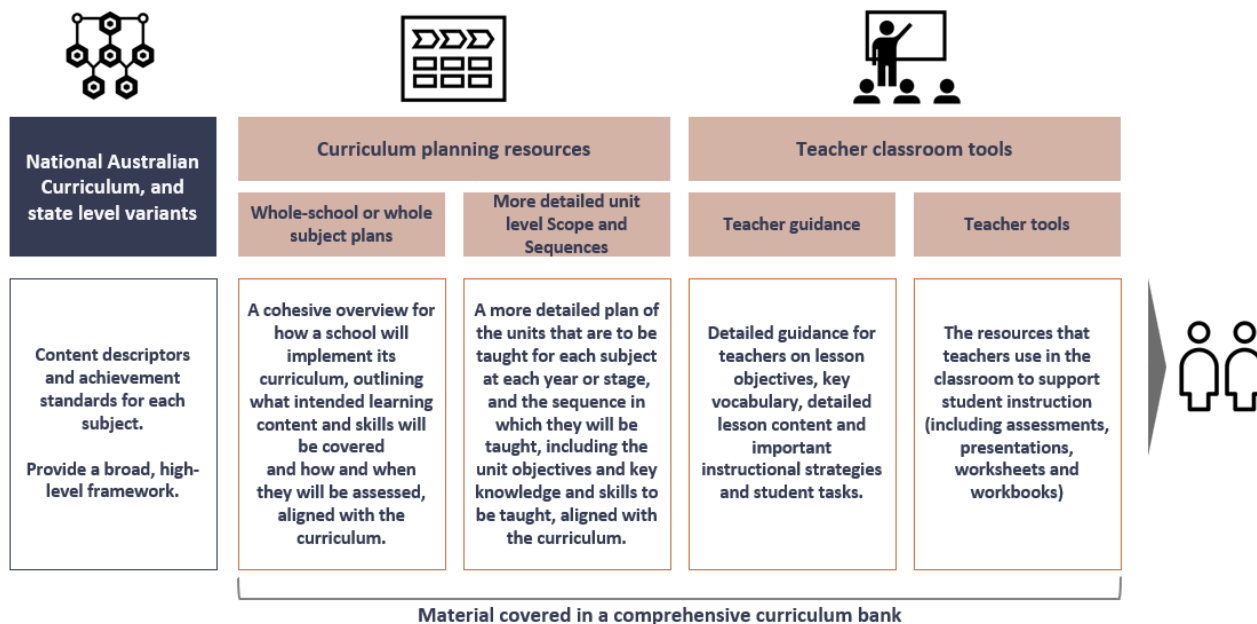 National Australian
Curriculum, and
state level variants
Curriculum planning resources
Teacher classroom tools
Whole-school or whole
subject plans
More detailed unit
level Scope and
Sequences
Teacher guidance
Teacher tools
Content descriptors
and achievement
standards for each
subject.
Provide a broad, high-
level framework.
A cohesive overview for
how a school will
implement its
curriculum, outlining
what intended learning
content and skills will
be covered
and how and when
they will be assessed,
aligned with the
curriculum.
A more detailed plan of
the units that are to be
taught for each subject
at each year or stage,
and the sequence in
which they will be
taught, including the
unit objectives and key
knowledge and skills to
be taught, aligned with
the curriculum.
Detailed guidance for
teachers on lesson
objectives, key
vocabulary, detailed
lesson content and
important
instructional strategies
and student tasks.
The resources that
teachers use in the
classroom to support
student instruction
(including assessments,
presentations,
worksheets and
workbooks)
Material covered in a comprehensive curriculum bank